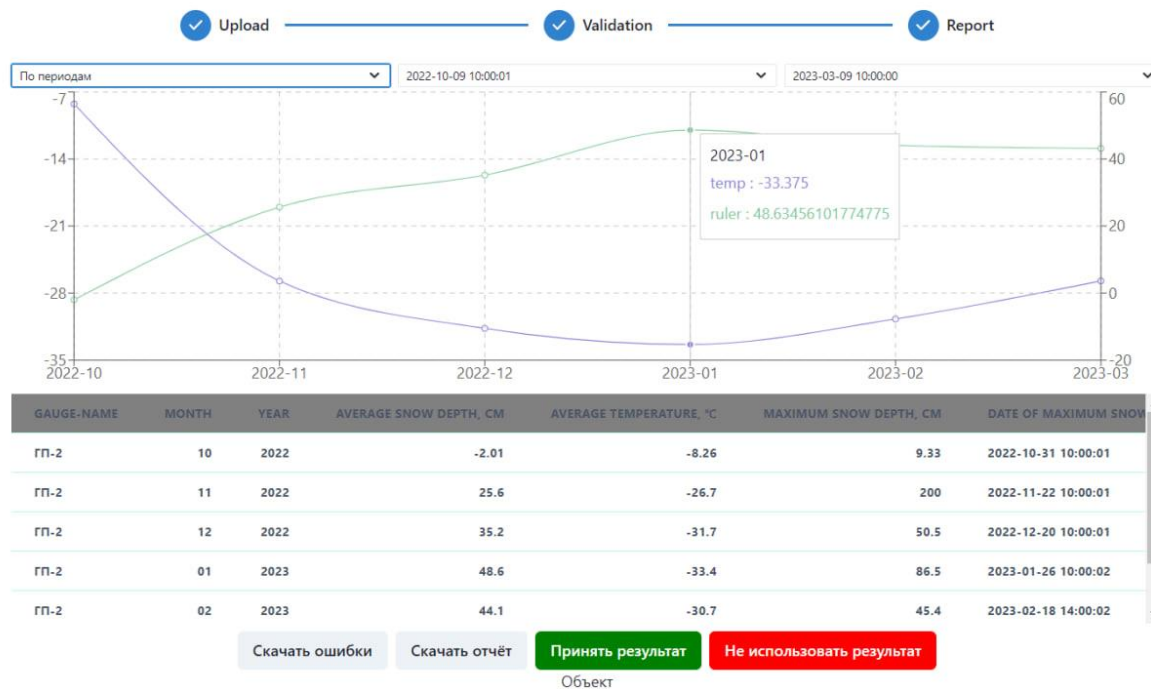 Upload Validation Report
По периодам 2022-10-09 10:00:01 2023-03-09 10:00:00
-7 60
-14 40
-21 20
-28 0
-35 -20
2023-01
temp : -33.375
ruler : 48.63456101774775
2022-10 2022-11 2022-12 2023-01 2023-02 2023-03
GAUGE-NAME MONTH YEAR AVERAGE SNOW DEPTH, CM AVERAGE TEMPERATURE, °C MAXIMUM SNOW DEPTH, CM DATE OF MAXIMUM SNOW
ГП-2 10 2022 -2.01 -8.26 9.33 2022-10-31 10:00:01
ГП-2 11 2022 25.6 -26.7 200 2022-11-22 10:00:01
ГП-2 12 2022 35.2 -31.7 50.5 2022-12-20 10:00:01
ГП-2 01 2023 48.6 -33.4 86.5 2023-01-26 10:00:02
ГП-2 02 2023 44.1 -30.7 45.4 2023-02-18 14:00:02
Скачать ошибки Скачать отчёт Принять результат Не использовать результат
Объект